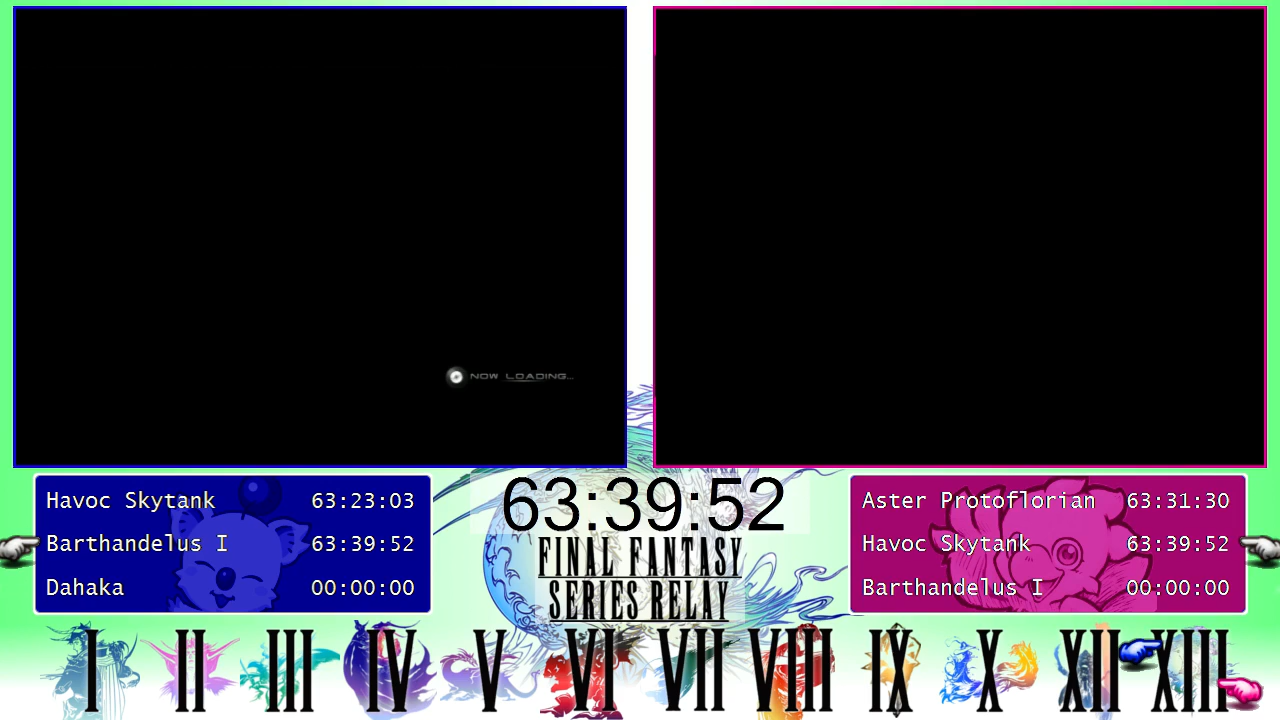 NOW LOADING...
Havoc Skytank 63:23:03
Barthandelus I 63:39:52
Dahaka 00:00:00
63:39:52
FINAL FANTASY
SERIES RELAY
Aster Protoflorian 63:31:30
Havoc Skytank 63:39:52
Barthandelus I 00:00:00
I II III IV V VI VII VIII IX X XII XIII